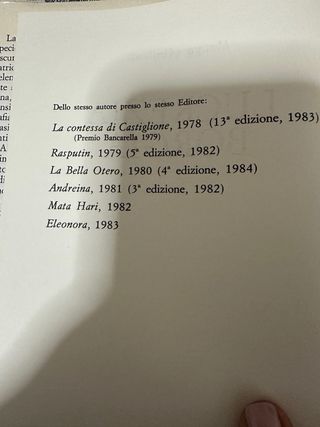 Dello stesso autore presso lo stesso Editore:
La contessa di Castiglione, 1978 (13ª edizione, 1983)
(Premio Bancarella 1979)
Rasputin, 1979 (5ª edizione, 1982)
La Bella Otero, 1980 (4ª edizione, 1984)
Andreina, 1981 (3ª edizione, 1982)
Mata Hari, 1982
Eleonora, 1983